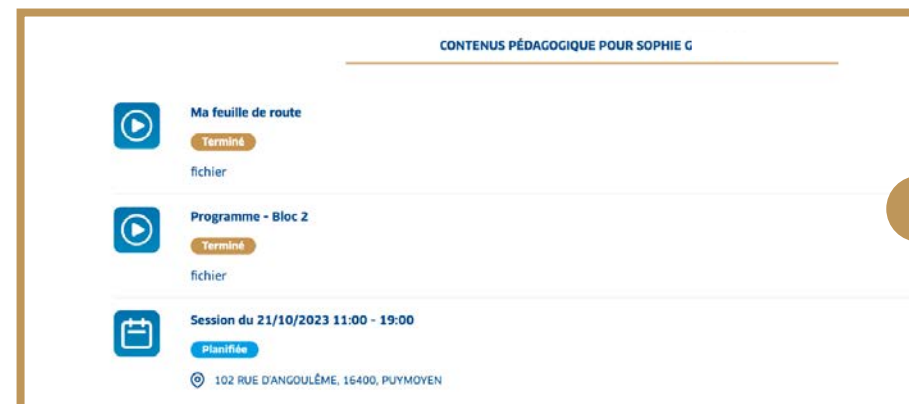 CONTENUS PÉDAGOGIQUE POUR SOPHIE G
Ma feuille de route
Terminé
fichier
Programme - Bloc 2
Terminé
fichier
Session du 21/10/2023 11:00 - 19:00
Planifiée
102 RUE D'ANGOULÊME, 16400, PUYMOYEN